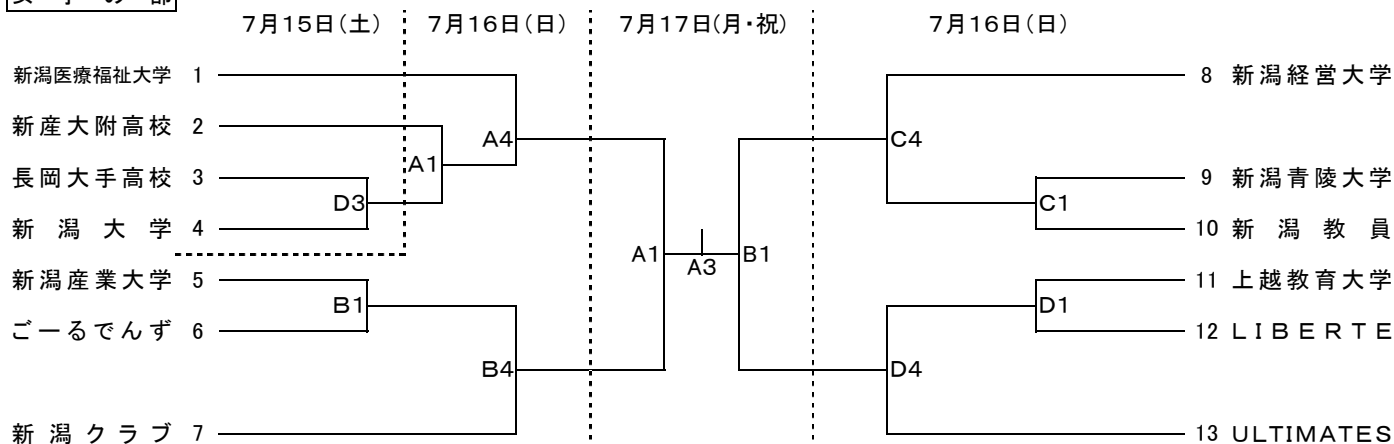 女子の部
7月15日(土) 7月16日(日) 7月17日(月・祝) 7月16日(日)
新潟医療福祉大学 1 8 新潟経営大学
新産大附高校 2
A4 C4
A1
長岡大手高校 3 9 新潟青陵大学
D3 C1
新潟大学 4 10 新潟教員
A1 A3 B1
新潟産業大学 5 11 上越教育大学
B1 D1
ごーるでんず 6 12 LIBERTE
B4 D4
新潟クラブ 7 13 ULTIMATES